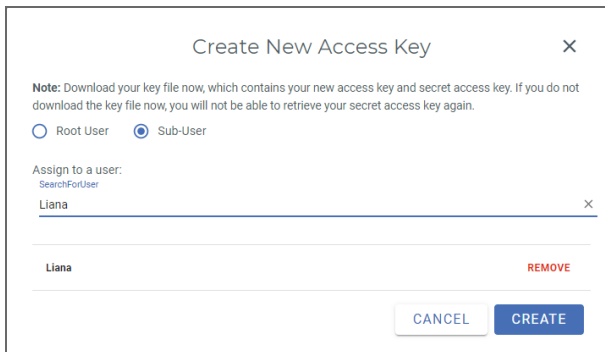 Create New Access Key
Note: Download your key file now, which contains your new access key and secret access key. If you do not
download the key file now, you will not be able to retrieve your secret access key again.
Root User Sub-User
Assign to a user:
SearchForUser
Liana
Liana REMOVE
CANCEL CREATE